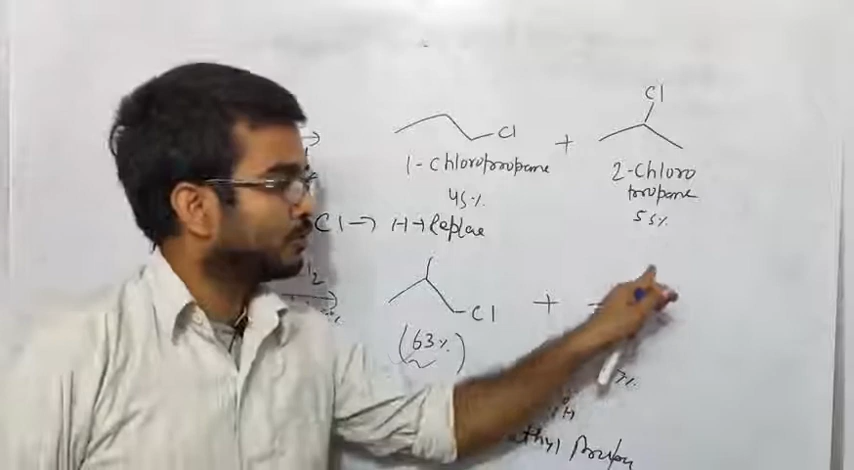 Cl
Cl
+
1-Chloropropane
2-Chloro
propane
45%
55%
Cl → H → Replace
Cl
+
(63%)